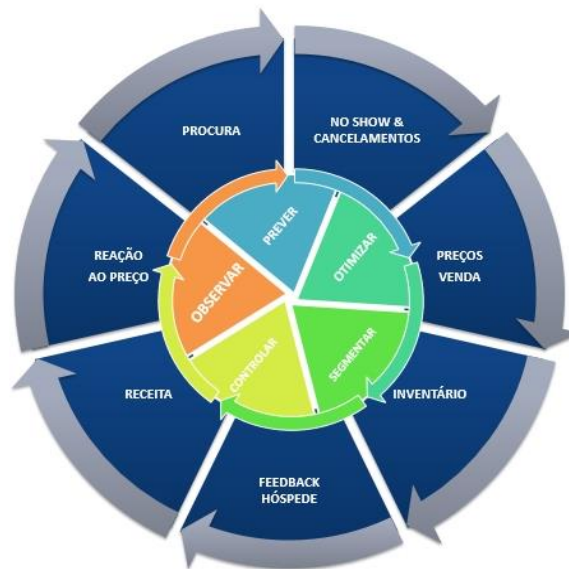 PROCURA
NO SHOW &
CANCELAMENTOS
PREÇOS
VENDA
INVENTÁRIO
FEEDBACK
HÓSPEDE
RECEITA
REAÇÃO
AO PREÇO
PREVER
OTIMIZAR
SEGMENTAR
CONTROLAR
OBSERVAR